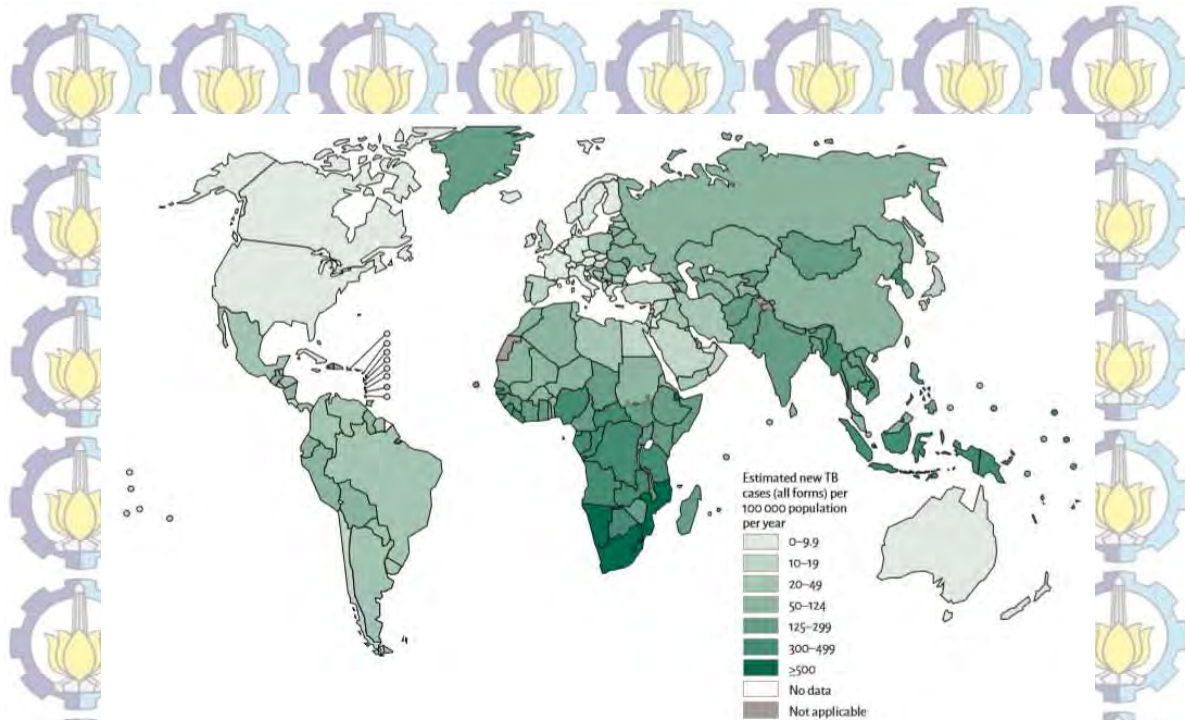 Estimated new TB
cases (all forms) per
100 000 population
per year
0–9.9
10–19
20–49
50–124
125–299
300–499
≥500
No data
Not applicable